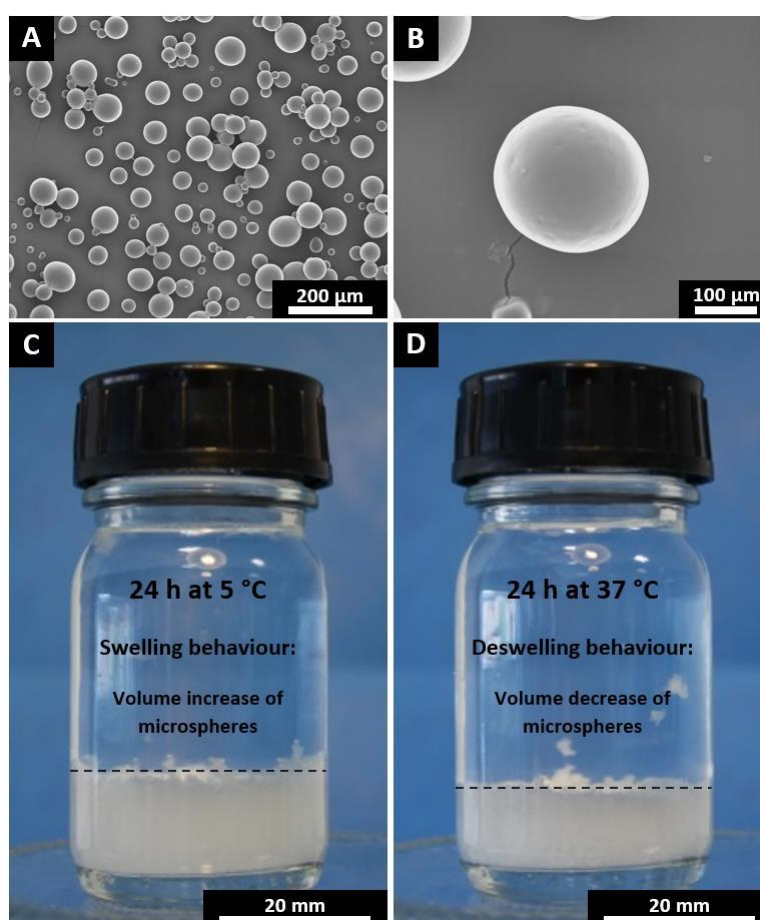 A
B
200 µm
100 µm
C
D
24 h at 5 °C
Swelling behaviour:
Volume increase of
microspheres
24 h at 37 °C
Deswelling behaviour:
Volume decrease of
microspheres
20 mm
20 mm